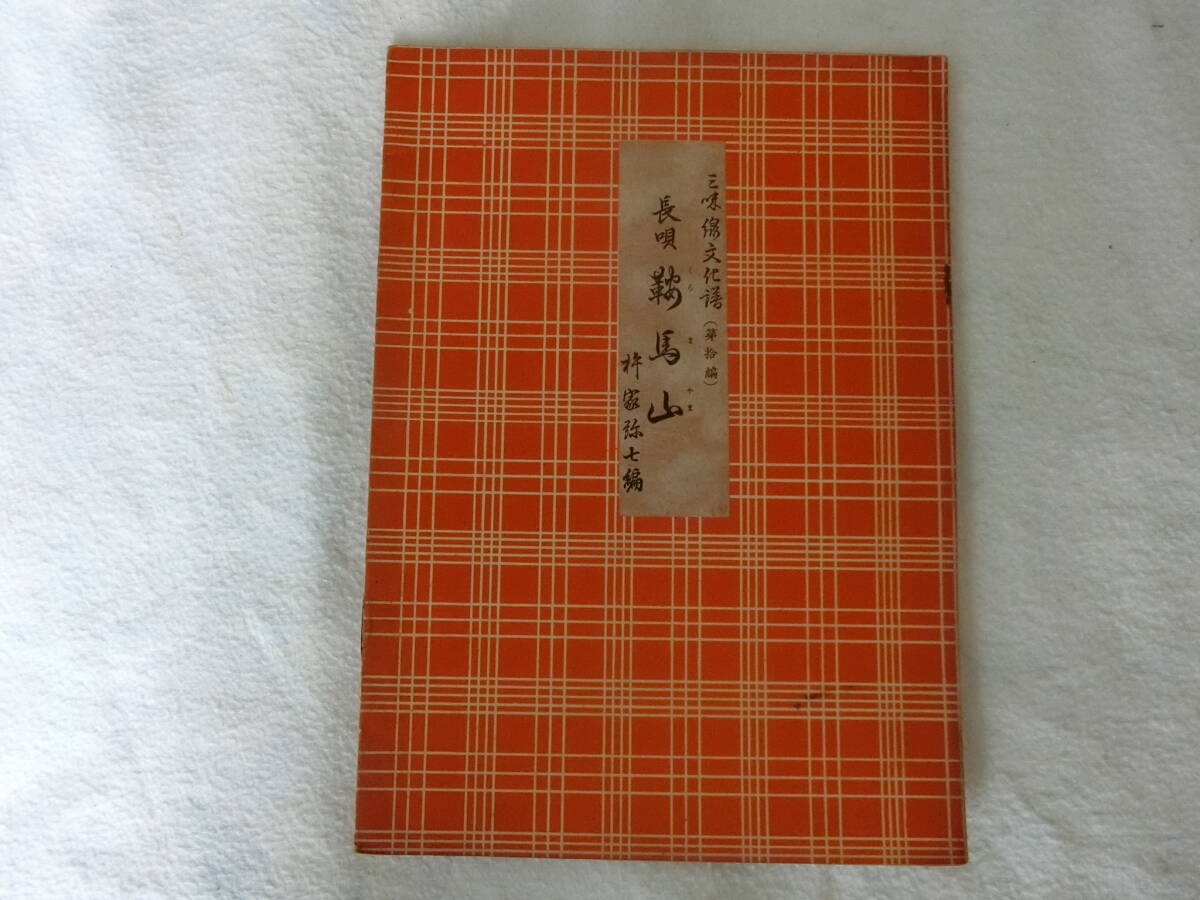 三味線文化譜（第拾編）
長唄 鞍馬山
くらまやま
杵家弥七編